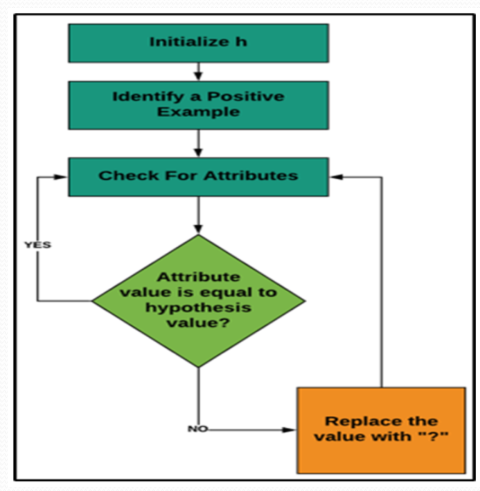 Initialize h
Identify a Positive
Example
Check For Attributes
YES
Attribute
value is equal to
hypothesis
value?
NO
Replace the
value with "?"